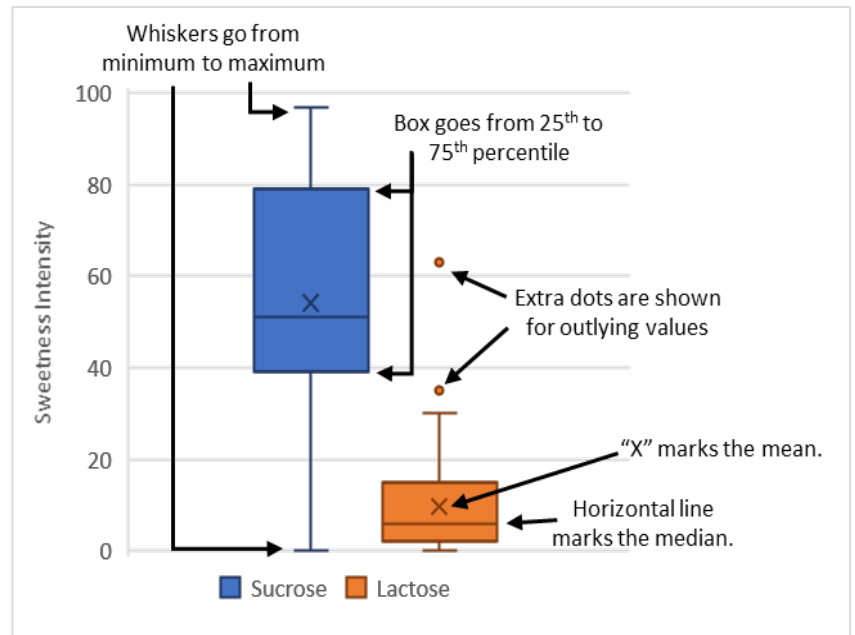 Whiskers go from
minimum to maximum
100
80
60
40
20
0
Sweetness Intensity
Box goes from 25th to
75th percentile
Extra dots are shown
for outlying values
“X” marks the mean.
Horizontal line
marks the median.
Sucrose
Lactose